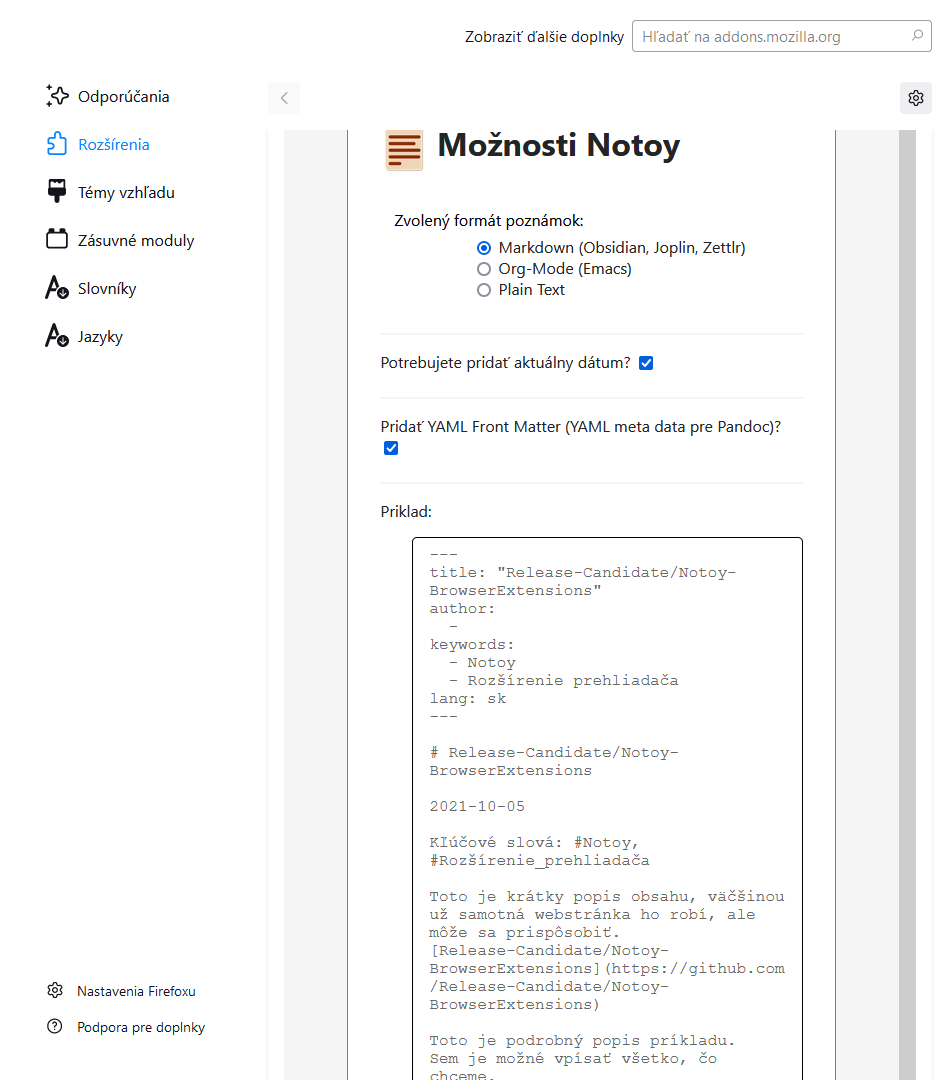 Zobraziť ďalšie doplnky
Hľadať na addons.mozilla.org
Odporúčania
Rozšírenia
Témy vzhľadu
Zásuvné moduly
Slovníky
Jazyky
Nastavenia Firefoxu
Podpora pre doplnky
Možnosti Notoy
Zvolený formát poznámok:
Markdown (Obsidian, Joplin, Zettlr)
Org-Mode (Emacs)
Plain Text
Potrebujete pridať aktuálny dátum?
Pridať YAML Front Matter (YAML meta data pre Pandoc)?
Priklad:
---
title: "Release-Candidate/Notoy-
BrowserExtensions"
author:
  -
keywords:
  - Notoy
  - Rozšírenie prehliadača
lang: sk
---
# Release-Candidate/Notoy-
BrowserExtensions
2021-10-05
Kľúčové slová: #Notoy,
#Rozšírenie_prehliadača
Toto je krátky popis obsahu, väčšinou
už samotná webstránka ho robí, ale
môže sa prispôsobiť.
[Release-Candidate/Notoy-
BrowserExtensions](https://github.com
/Release-Candidate/Notoy-
BrowserExtensions)
Toto je podrobný popis príkladu.
Sem je možné vpísať všetko, čo
chceme.